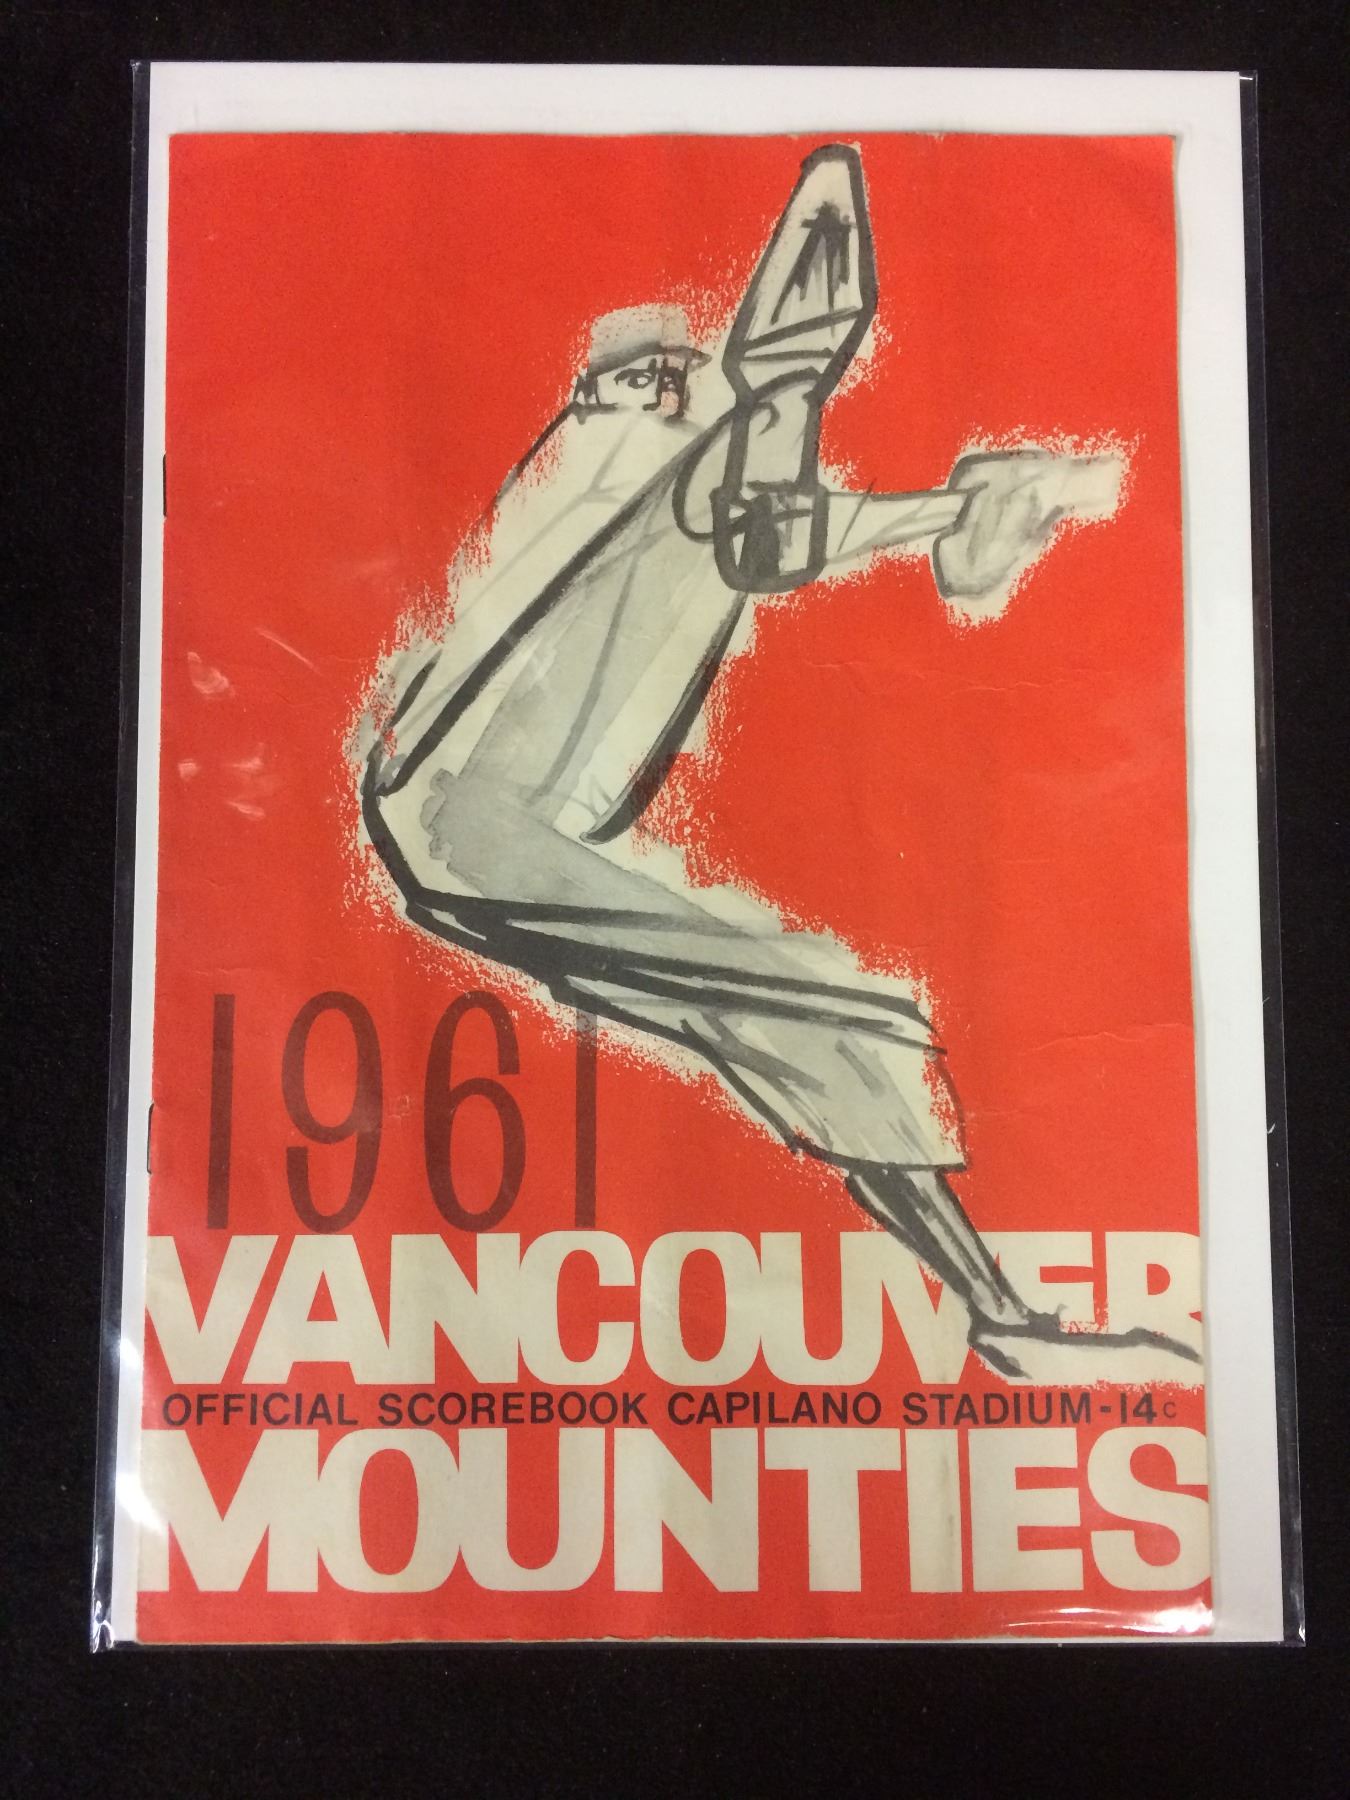 1961
VANCOUVER
OFFICIAL SCOREBOOK CAPILANO STADIUM-14c
MOUNTIES